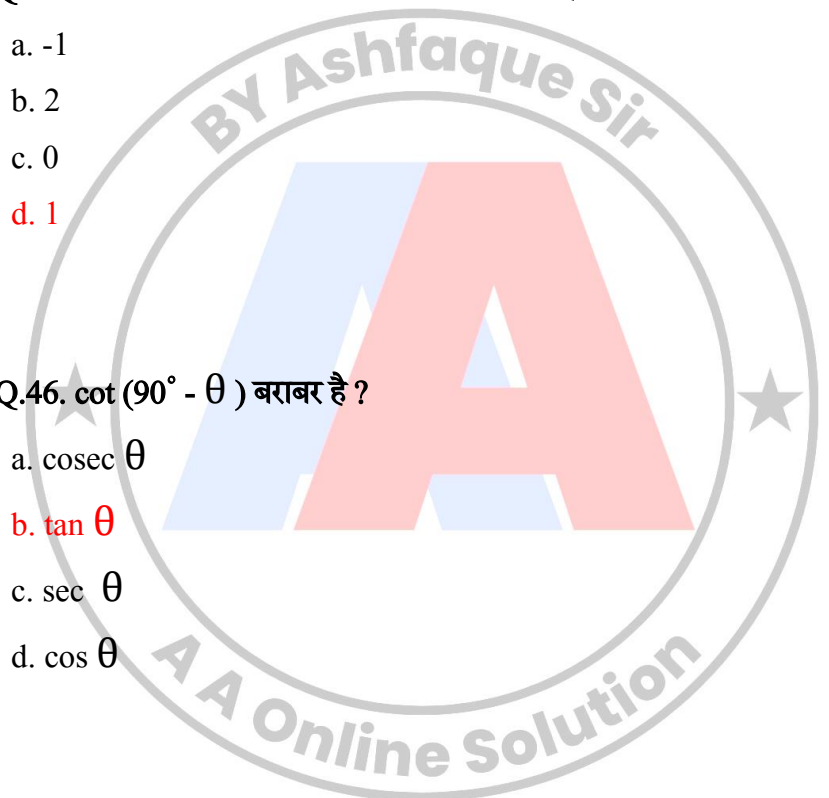 a. -1
b. 2
c. 0
d. 1
Q.46. cot (90° - θ ) बराबर है ?
a. cosec θ
b. tan θ
c. sec θ
d. cos θ
BY Ashfaque Sir
A A Online Solution